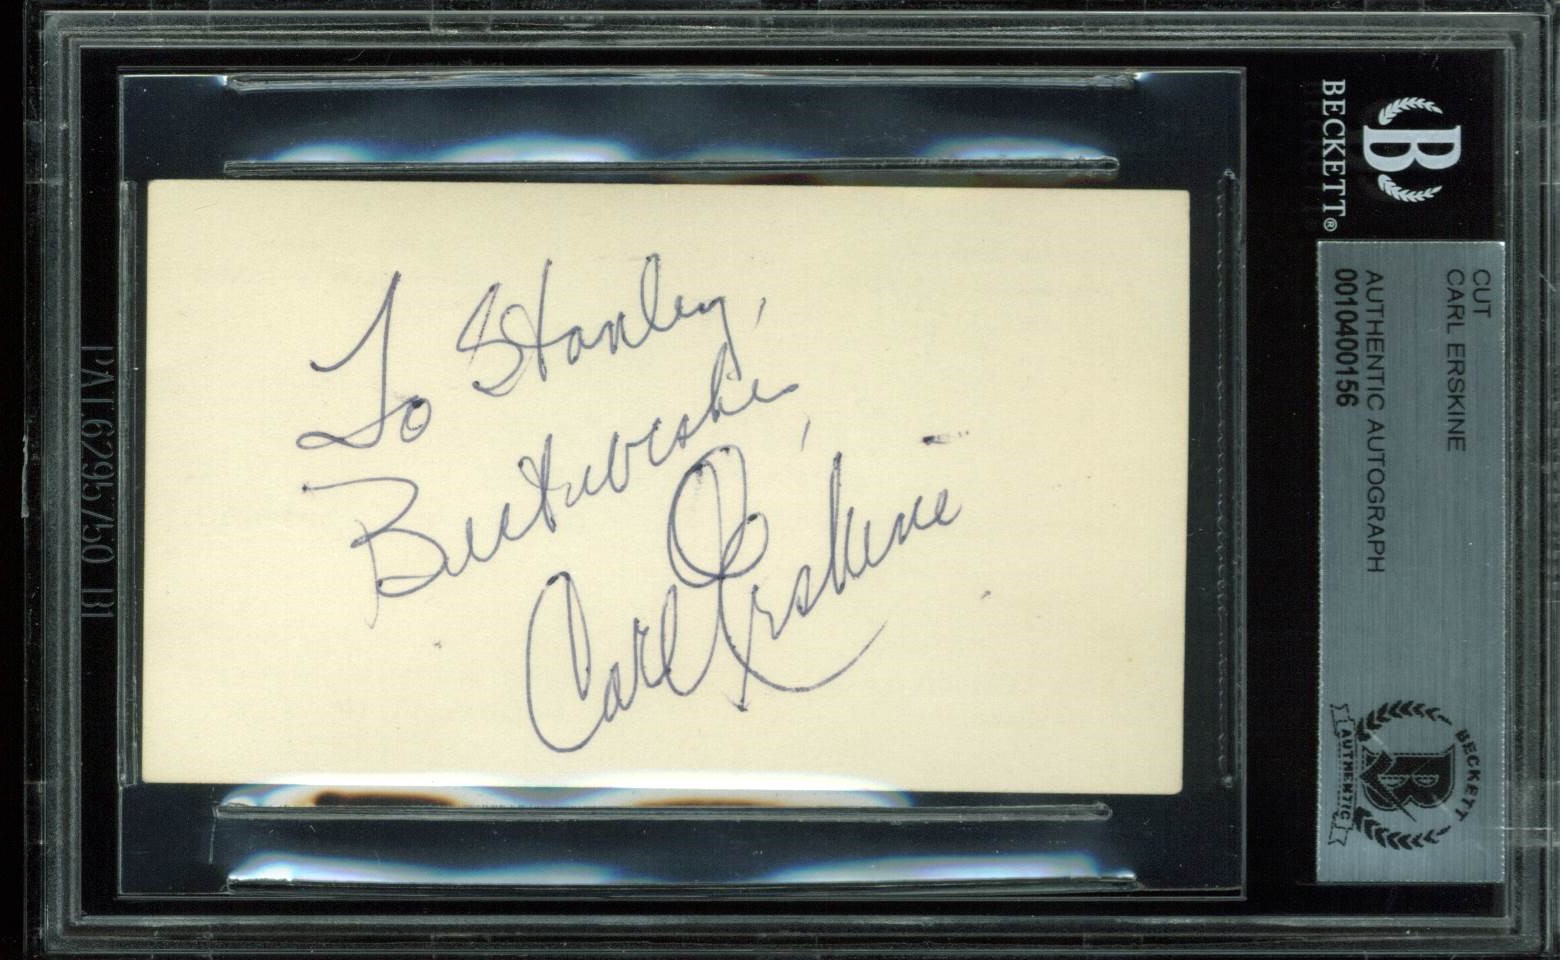 To Stanley,
Best wishes,
Carl Erskine
BECKETT®
CUT
CARL ERSKINE
AUTHENTIC AUTOGRAPH
0010400156
BECKETT
AUTHENTIC